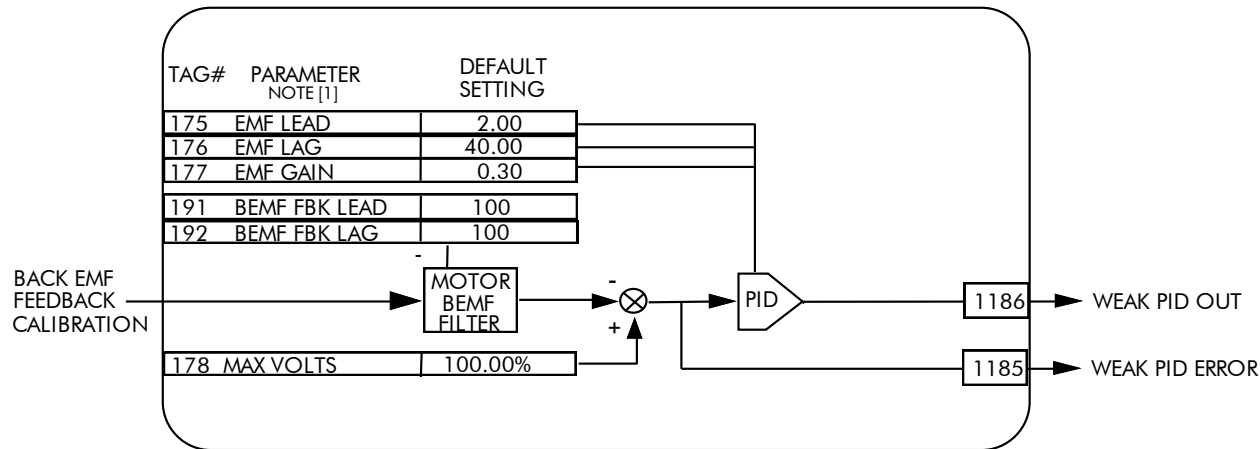 TAG# PARAMETER DEFAULT
NOTE [1] SETTING
175 EMF LEAD 2.00
176 EMF LAG 40.00
177 EMF GAIN 0.30
191 BEMF FBK LEAD 100
192 BEMF FBK LAG 100
-
BACK EMF
FEEDBACK
CALIBRATION
MOTOR
BEMF
FILTER
-
+
PID
1186 WEAK PID OUT
178 MAX VOLTS 100.00%
1185 WEAK PID ERROR